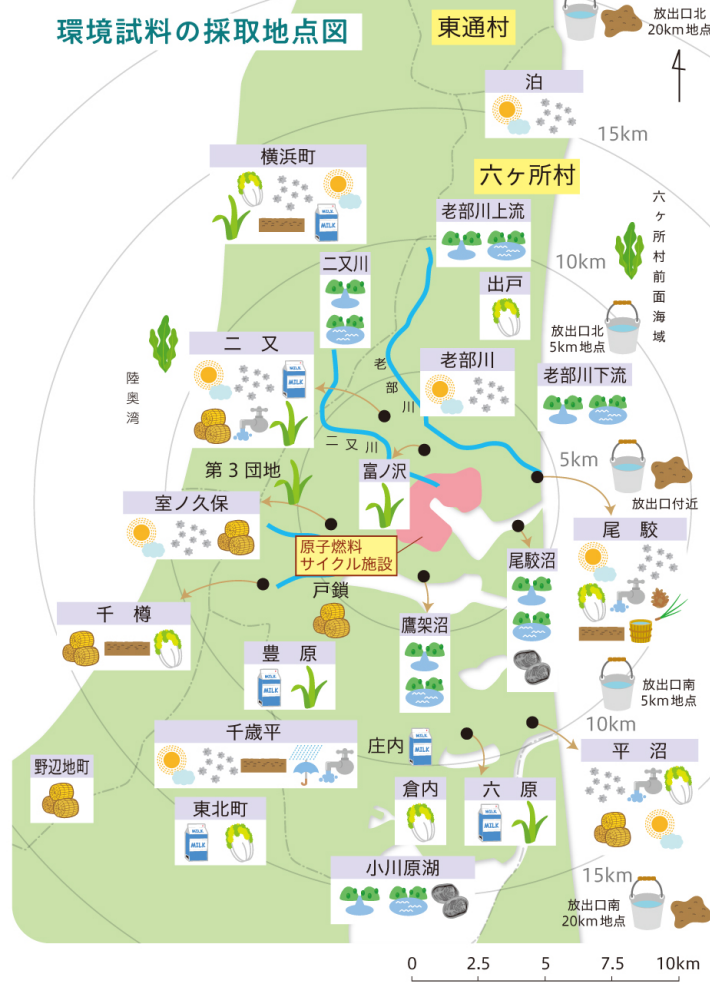 環境試料の採取地点図
東通村
放出口北
20km地点
泊
15km
横浜町
六ヶ所村
老部川上流
六ヶ所村前面海域
二又川
10km
出戸
放出口北
5km地点
二 又
老部川
老部川
老部川下流
陸奥湾
二又川
5km
第3団地
富ノ沢
放出口付近
室ノ久保
尾 駮
原子燃料
サイクル施設
尾駮沼
戸鎖
千 樽
鷹架沼
豊 原
放出口南
5km地点
10km
千歳平
庄内
平 沼
野辺地町
東北町
倉内
六 原
小川原湖
15km
放出口南
20km地点
0 2.5 5 7.5 10km
MILK
MILK
MILK
MILK
MILK
MILK